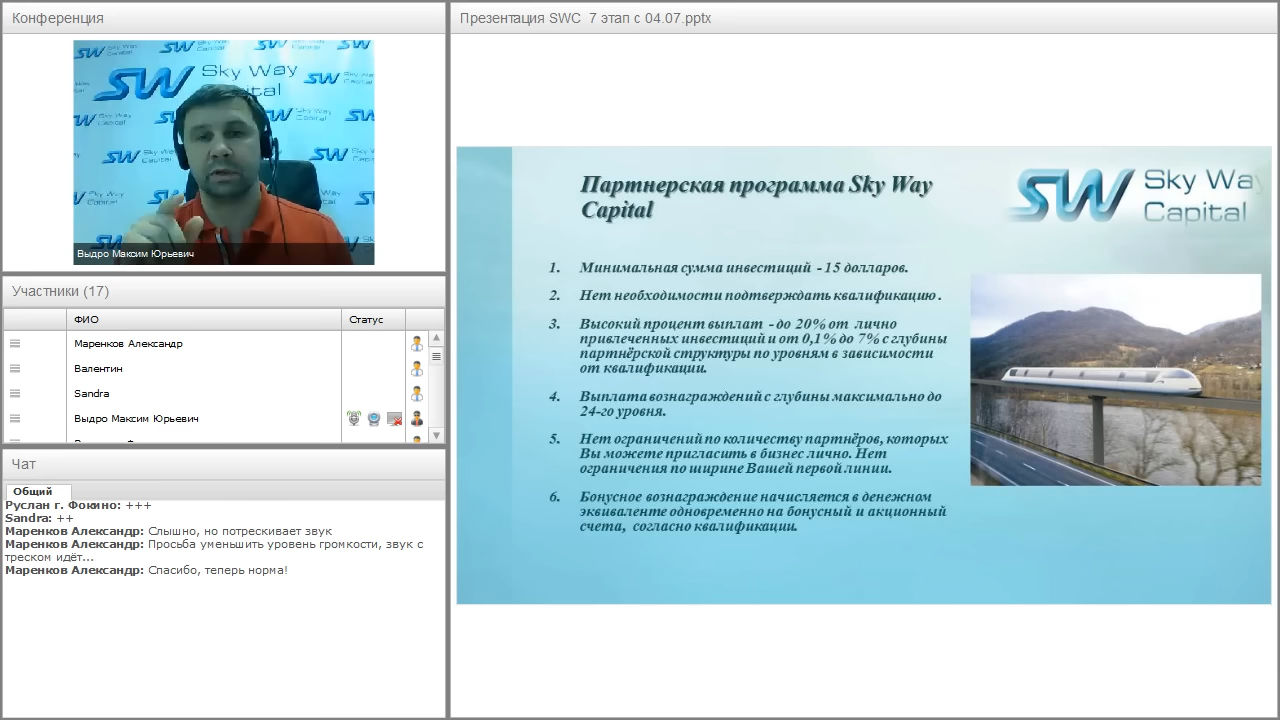 Конференция
SW Sky Way
Capital
Выдро Максим Юрьевич
Участники (17)
ФИО
Статус
Маренков Александр
Валентин
Sandra
Выдро Максим Юрьевич
Чат
Общий
Руслан г. Фокино: +++
Sandra: ++
Маренков Александр: Слышно, но потрескивает звук
Маренков Александр: Просьба уменьшить уровень громкости, звук с
треском идёт...
Маренков Александр: Спасибо, теперь норма!
Презентация SWC 7 этап с 04.07.pptx
Партнерская программа Sky Way
Capital
SW Sky Way
Capital
1. Минимальная сумма инвестиций - 15 долларов.
2. Нет необходимости подтверждать квалификацию .
3. Высокий процент выплат - до 20% от лично
привлеченных инвестиций и от 0,1% до 7% с глубины
партнёрской структуры по уровням в зависимости
от квалификации.
4. Выплата вознаграждений с глубины максимально до
24-го уровня.
5. Нет ограничений по количеству партнёров, которых
Вы можете пригласить в бизнес лично. Нет
ограничения по ширине Вашей первой линии.
6. Бонусное вознаграждение начисляется в денежном
эквиваленте одновременно на бонусный и акционный
счета, согласно квалификации.